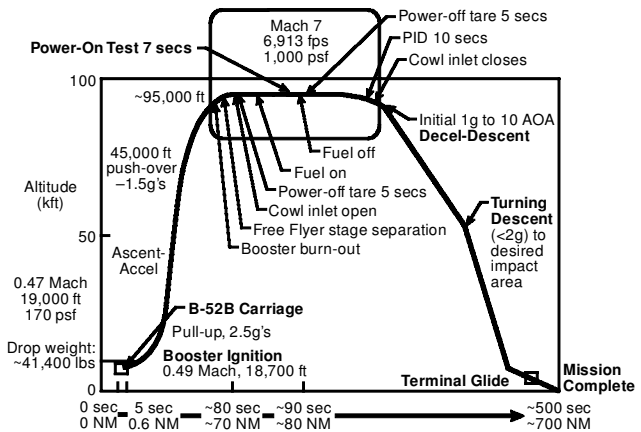 Mach 7
6,913 fps
1,000 psf
Power-off tare 5 secs
Power-On Test 7 secs
PID 10 secs
Cowl inlet closes
100
~95,000 ft
Initial 1g to 10 AOA
Decel-Descent
45,000 ft
push-over
–1.5g's
Fuel off
Fuel on
Power-off tare 5 secs
Cowl inlet open
Free Flyer stage separation
Booster burn-out
Altitude
(kft)
50
Turning
Descent
(<2g) to
desired
impact
area
Ascent-
Accel
0.47 Mach
19,000 ft
170 psf
B-52B Carriage
Pull-up, 2.5g's
Drop weight:
~41,400 lbs
Booster Ignition
0.49 Mach, 18,700 ft
Terminal Glide
Mission
Complete
0
0 sec
0 NM
5 sec
0.6 NM
~80 sec
~70 NM
~90 sec
~80 NM
~500 sec
~700 NM